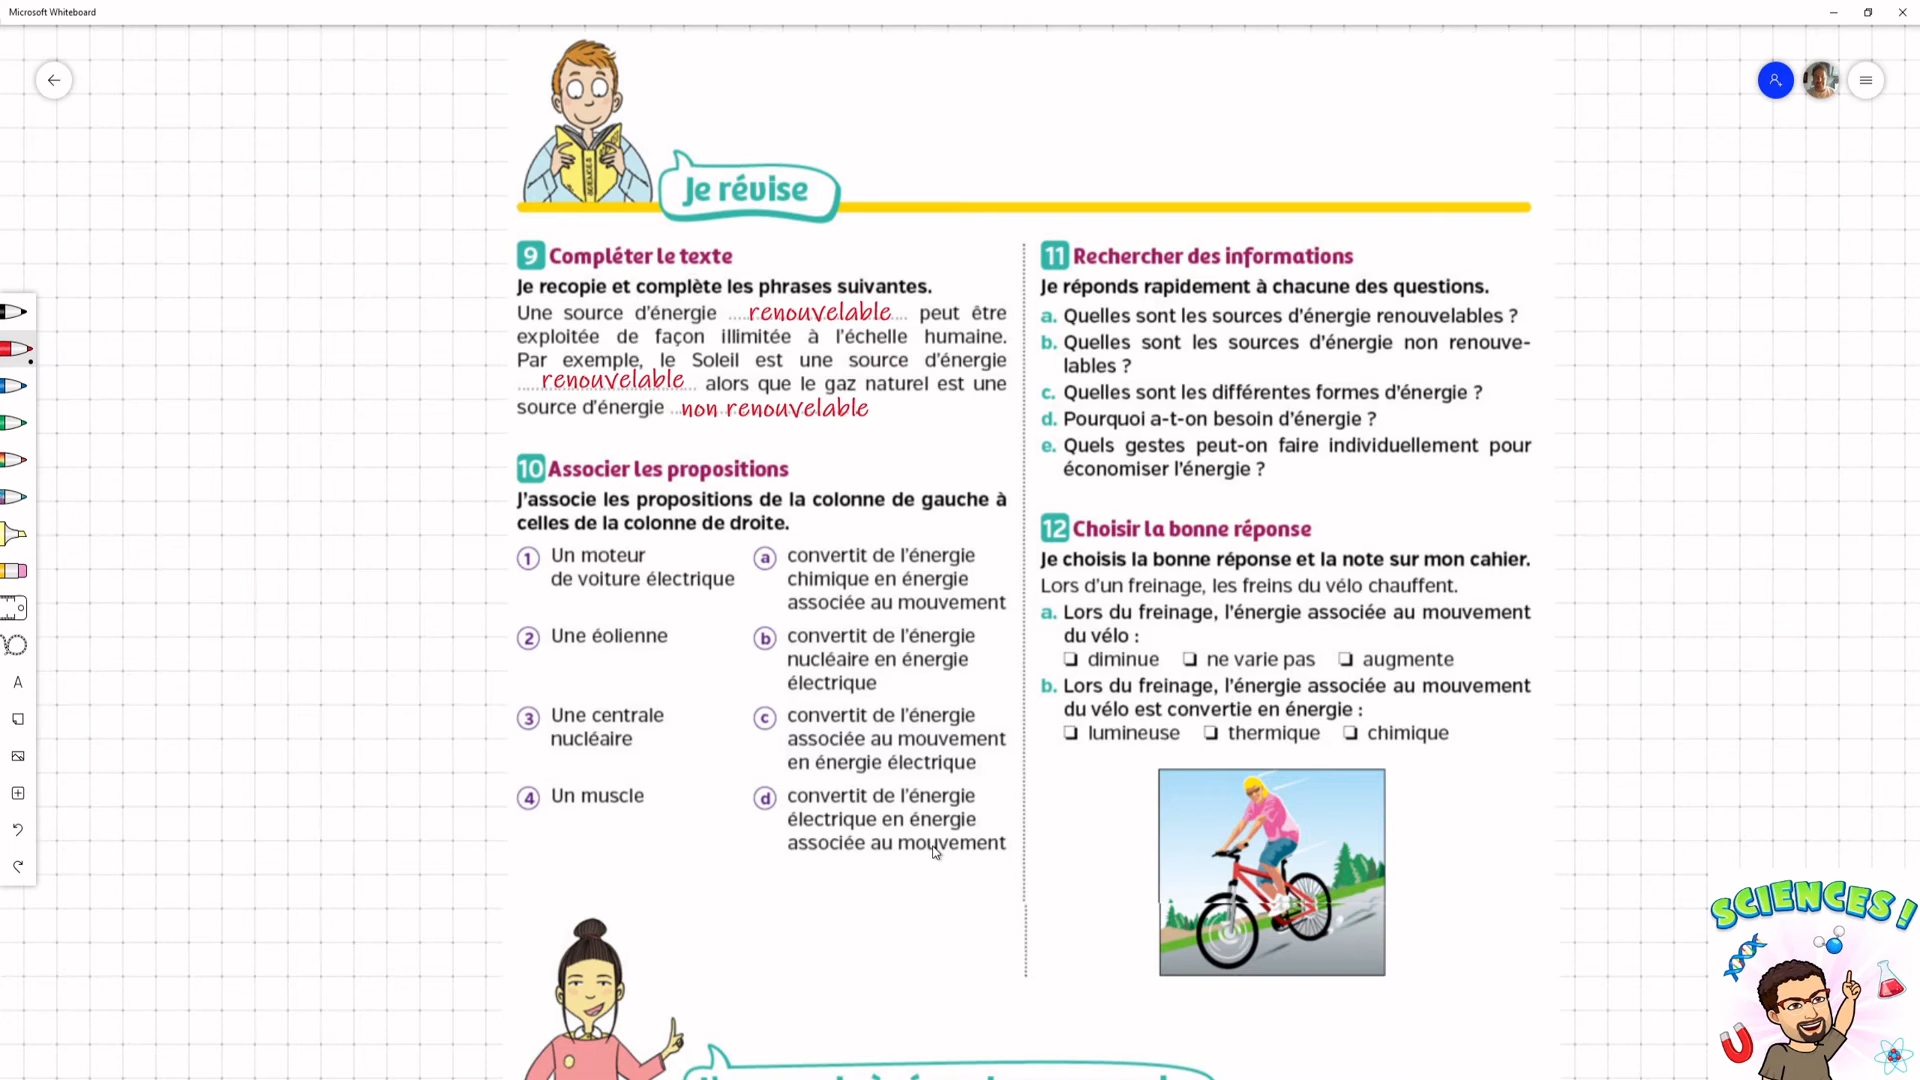 Microsoft Whiteboard
Je révise
9 Compléter le texte
Je recopie et complète les phrases suivantes.
Une source d'énergie ..... renouvelable .... peut être
exploitée de façon illimitée à l'échelle humaine.
Par exemple, le Soleil est une source d'énergie
..... renouvelable ... alors que le gaz naturel est une
source d'énergie ... non renouvelable
10 Associer les propositions
J'associe les propositions de la colonne de gauche à
celles de la colonne de droite.
1 Un moteur
de voiture électrique
2 Une éolienne
3 Une centrale
nucléaire
4 Un muscle
a convertit de l'énergie
chimique en énergie
associée au mouvement
b convertit de l'énergie
nucléaire en énergie
électrique
c convertit de l'énergie
associée au mouvement
en énergie électrique
d convertit de l'énergie
électrique en énergie
associée au mouvement
11 Rechercher des informations
Je réponds rapidement à chacune des questions.
a. Quelles sont les sources d'énergie renouvelables ?
b. Quelles sont les sources d'énergie non renouve-
lables ?
c. Quelles sont les différentes formes d'énergie ?
d. Pourquoi a-t-on besoin d'énergie ?
e. Quels gestes peut-on faire individuellement pour
économiser l'énergie ?
12 Choisir la bonne réponse
Je choisis la bonne réponse et la note sur mon cahier.
Lors d'un freinage, les freins du vélo chauffent.
a. Lors du freinage, l'énergie associée au mouvement
du vélo :
❏ diminue ❏ ne varie pas ❏ augmente
b. Lors du freinage, l'énergie associée au mouvement
du vélo est convertie en énergie :
❏ lumineuse ❏ thermique ❏ chimique
SCIENCES !